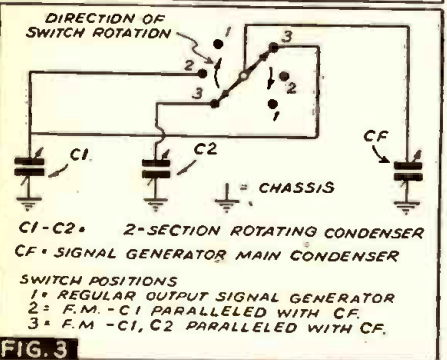 DIRECTION OF
SWITCH ROTATION
1
2
3
3
2
1
C1
C2
CF
= CHASSIS
C1-C2= 2-SECTION ROTATING CONDENSER
CF= SIGNAL GENERATOR MAIN CONDENSER
SWITCH POSITIONS
1= REGULAR OUTPUT SIGNAL GENERATOR
2= F.M.-C1 PARALLELED WITH CF.
3= F.M-C1, C2 PARALLELED WITH CF.
FIG. 3